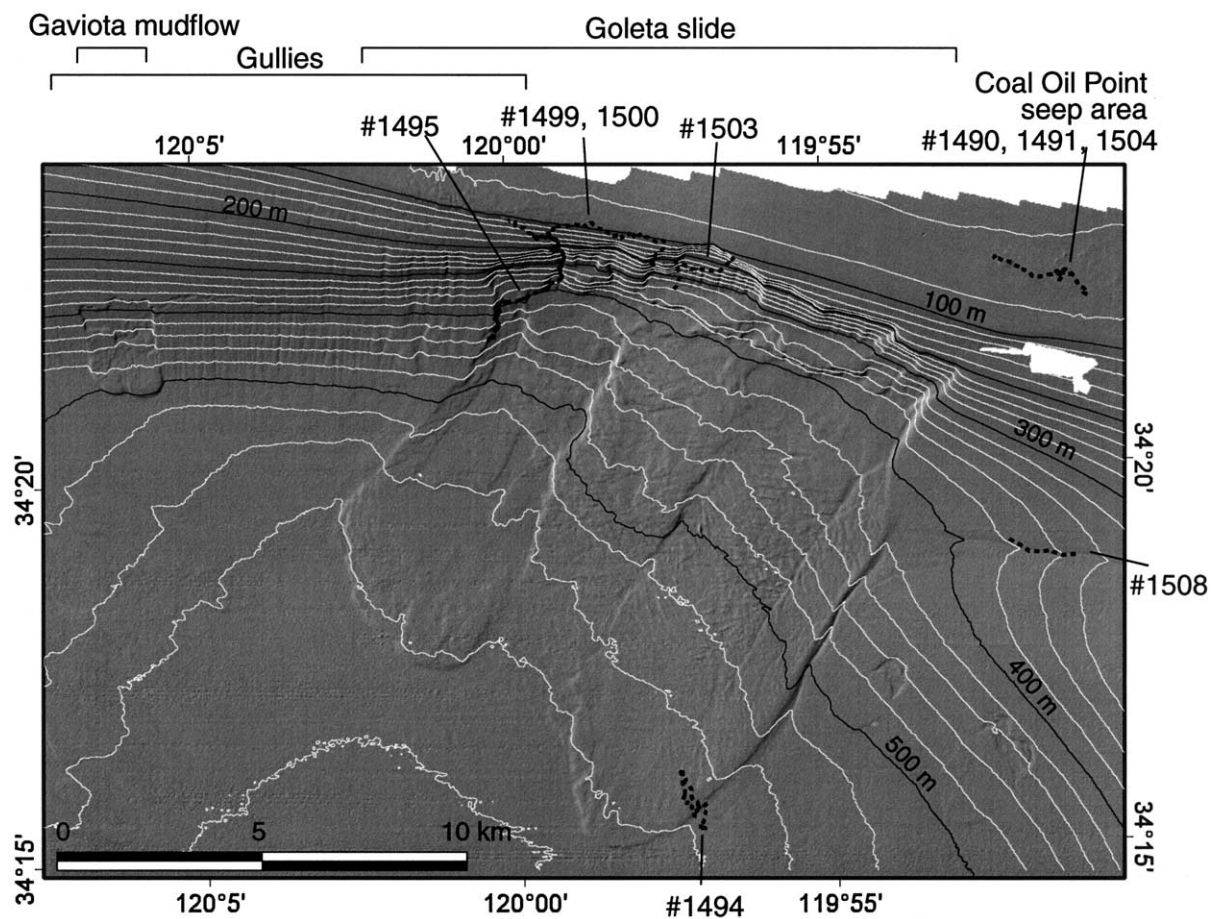 Gaviota mudflow
Goleta slide
Gullies
Coal Oil Point
seep area
#1490, 1491, 1504
#1495
#1499, 1500
#1503
120°5'
120°00'
119°55'
200 m
100 m
300 m
34°20'
34°20'
#1508
400 m
500 m
0 5 10 km
34°15'
34°15'
120°5'
120°00'
#1494
119°55'